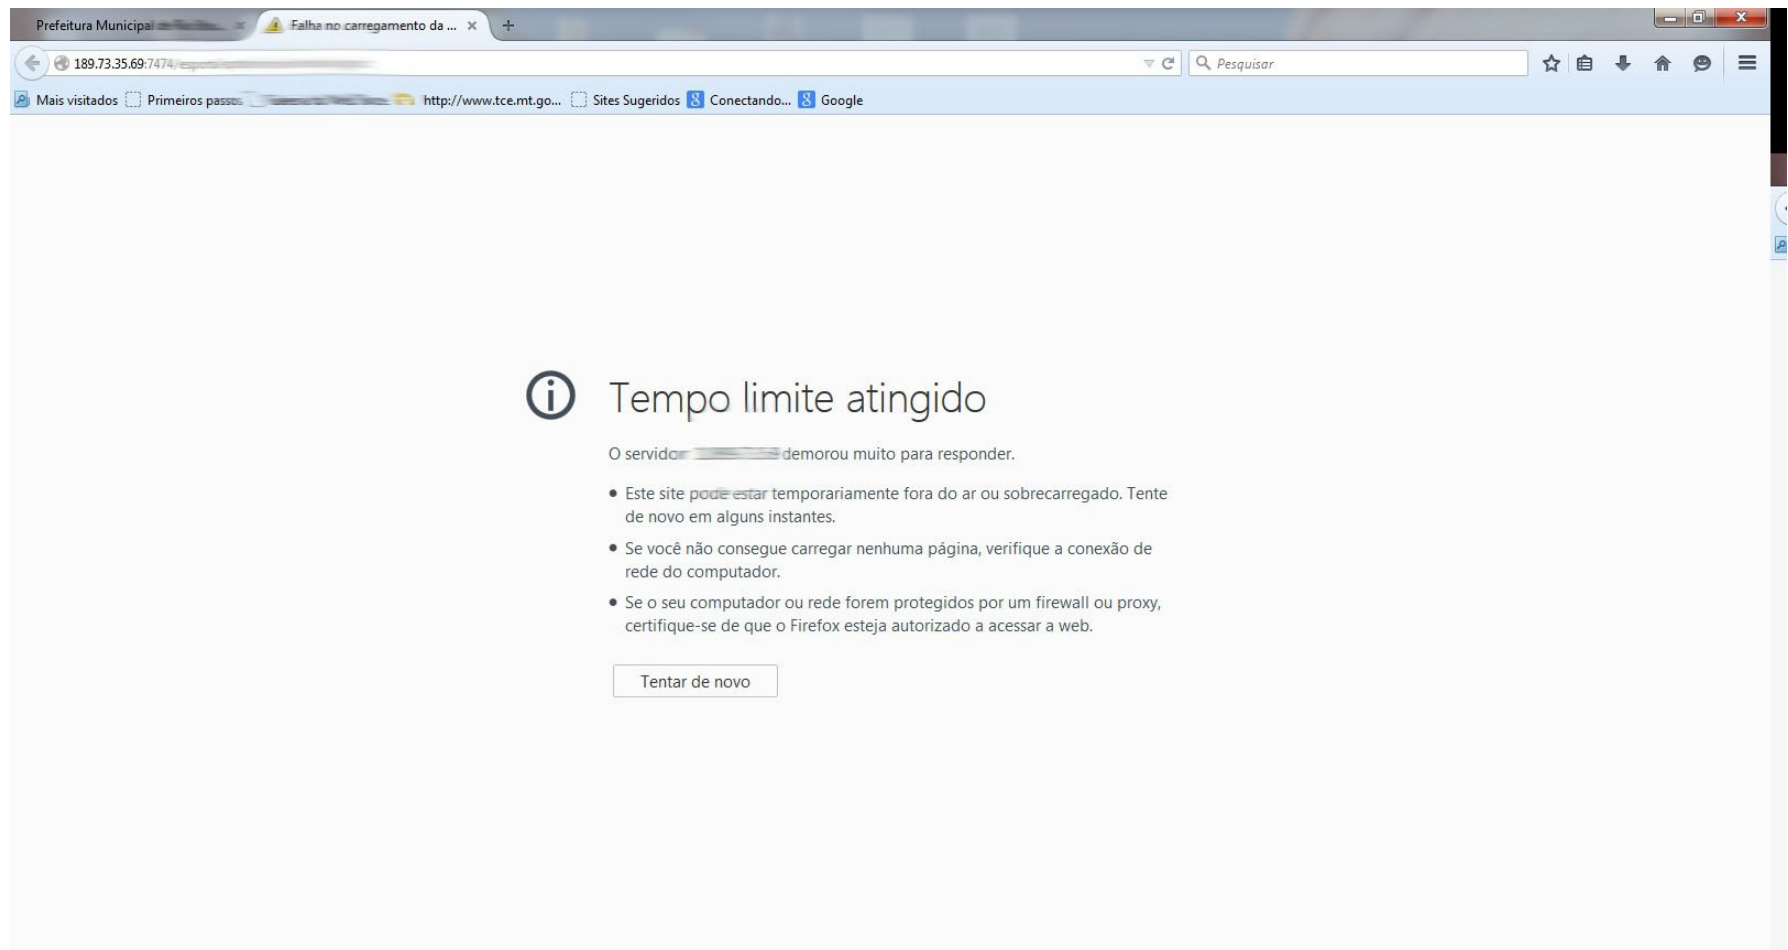 Prefeitura Municipal
Falha no carregamento da ...
189.73.35.69:7474/
Pesquisar
Mais visitados Primeiros passos http://www.tce.mt.go... Sites Sugeridos Conectando... Google
Tempo limite atingido
O servidor demorou muito para responder.
Este site pode estar temporariamente fora do ar ou sobrecarregado. Tente
de novo em alguns instantes.
Se você não consegue carregar nenhuma página, verifique a conexão de
rede do computador.
Se o seu computador ou rede forem protegidos por um firewall ou proxy,
certifique-se de que o Firefox esteja autorizado a acessar a web.
Tentar de novo